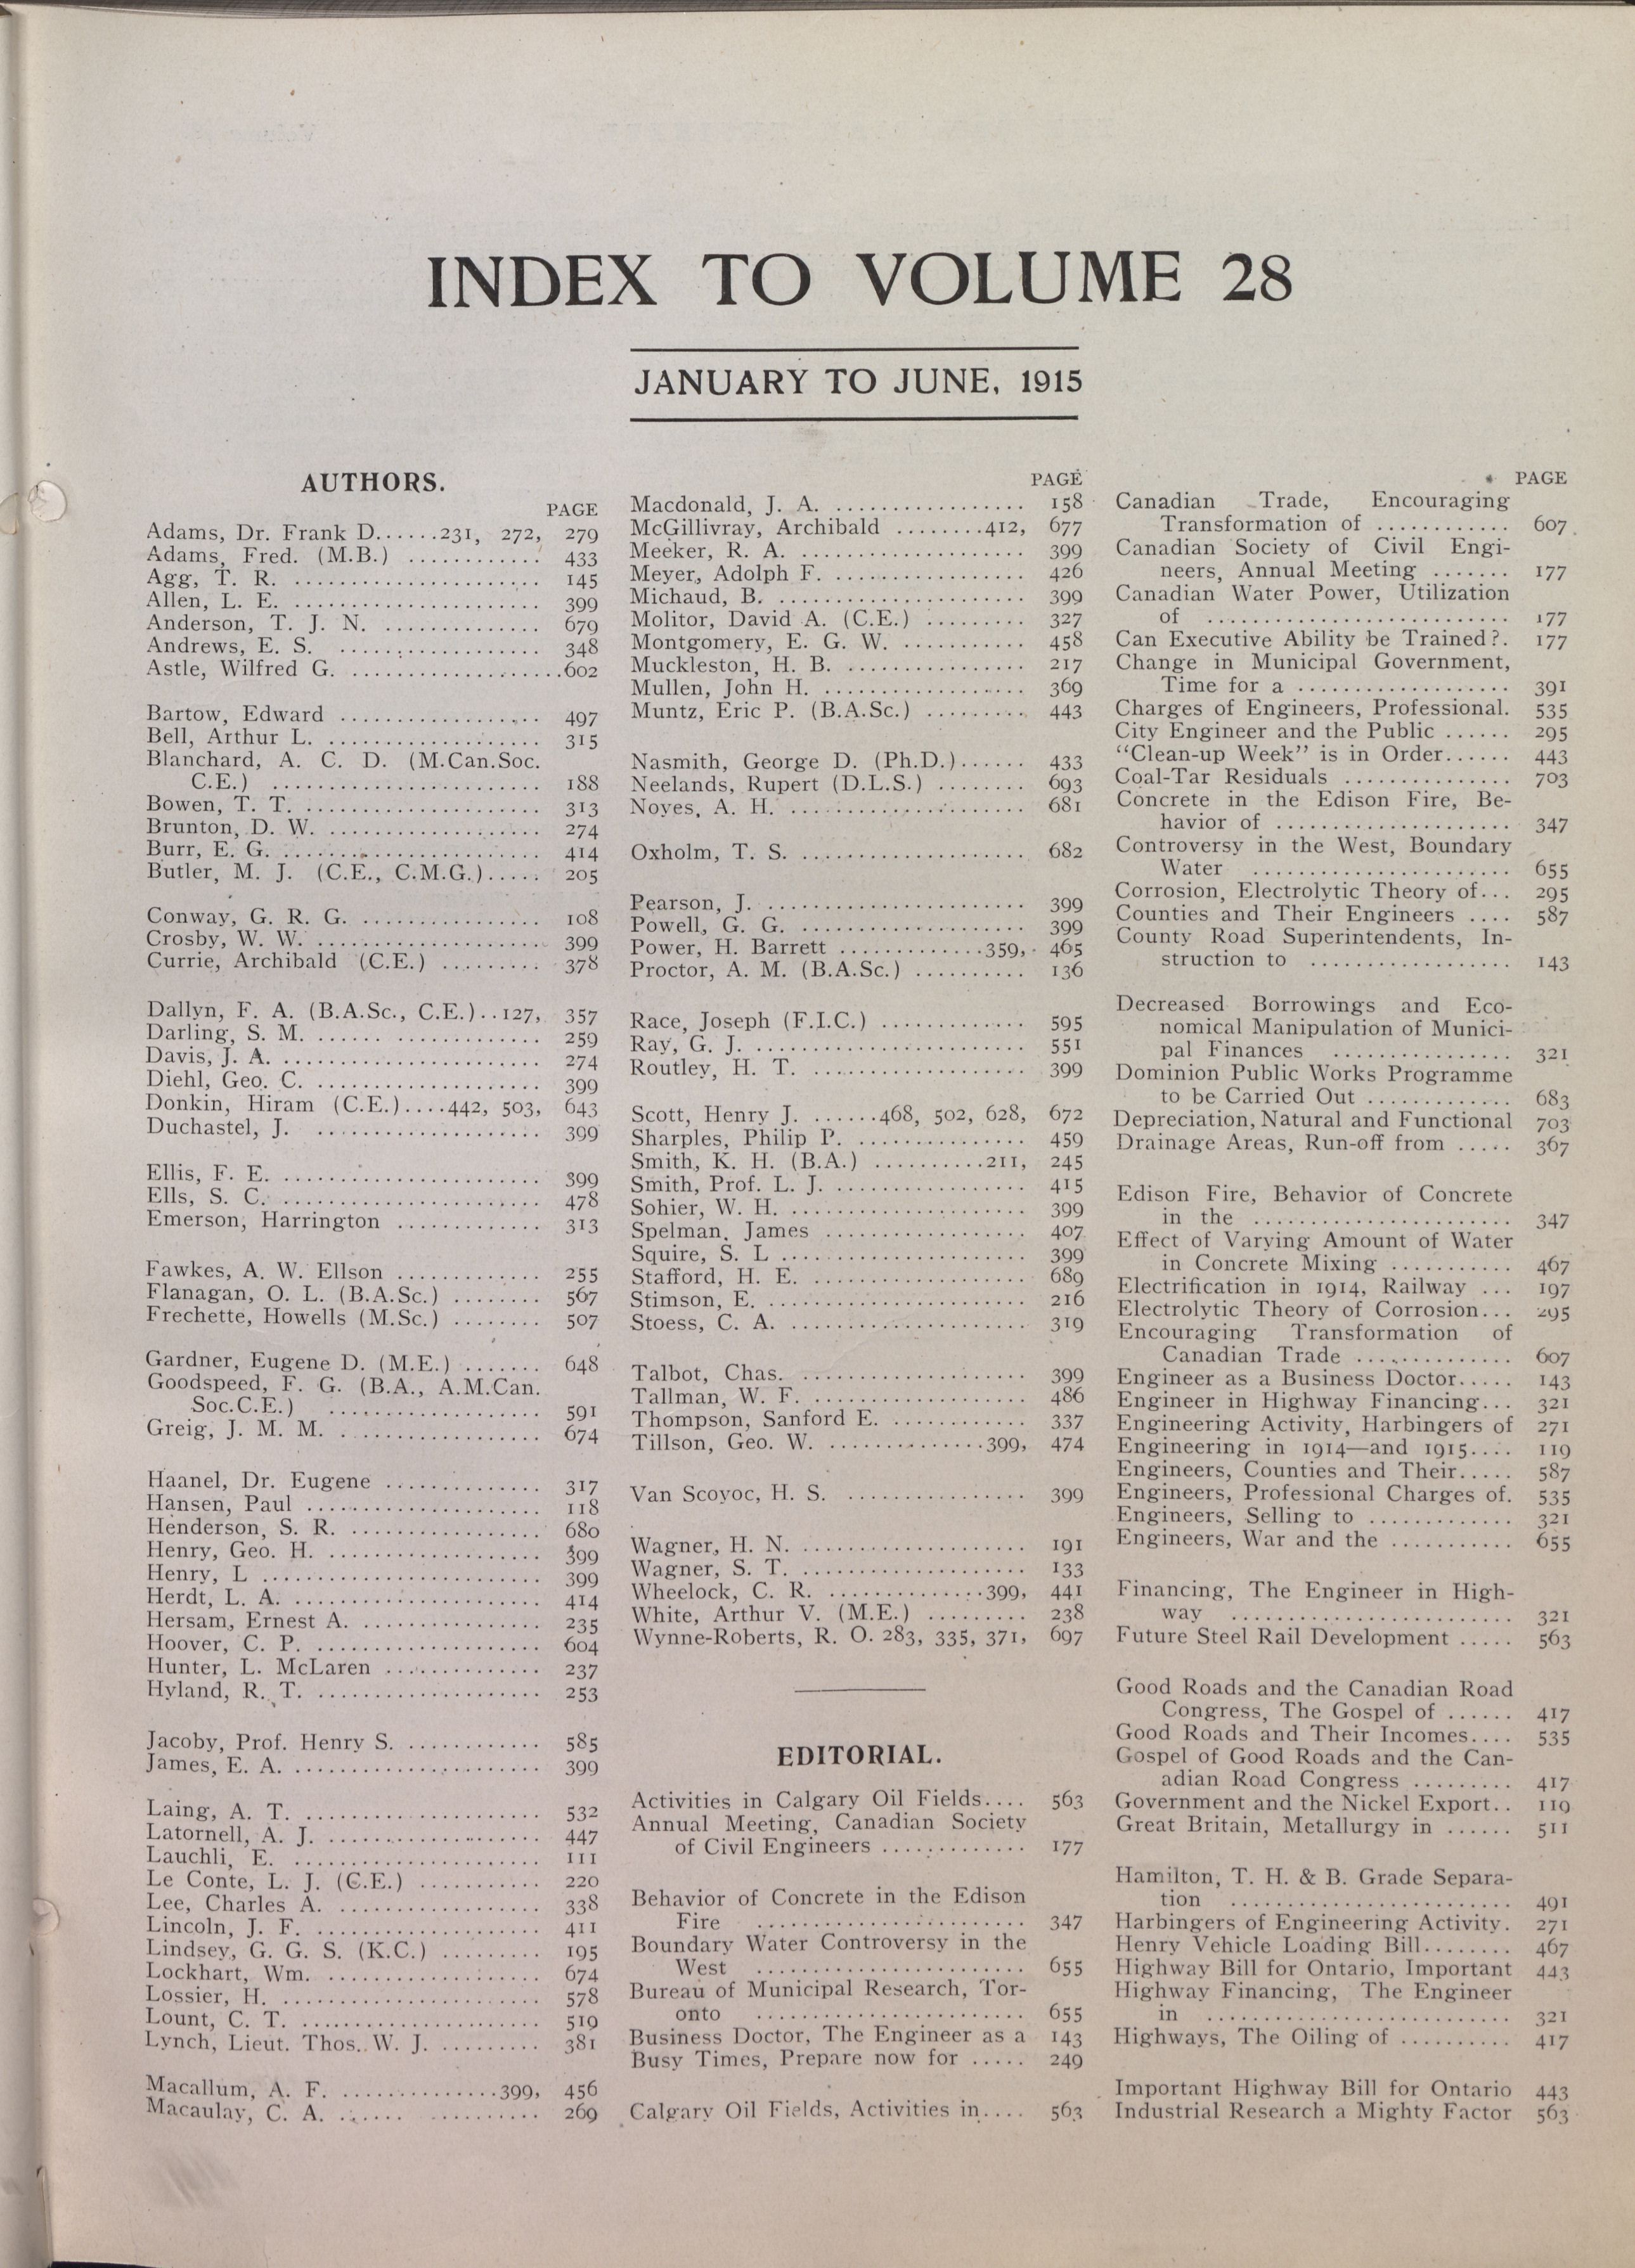 INDEX TO VOLUME 28
JANUARY TO JUNE, 1915
AUTHORS.
PAGE
Adams, Dr. Frank D......231, 272, 279
Adams, Fred. (M.B.) ............ 433
Agg, T. R. ...................... 145
Allen, L. E. ...................... 399
Anderson, T. J. N. .............. 679
Andrews, E. S. .................. 348
Astle, Wilfred G. ...................602
Bartow, Edward .................. 497
Bell, Arthur L. ................... 315
Blanchard, A. C. D. (M.Can.Soc.
C.E.) ........................ 188
Bowen, T. T. ..................... 313
Brunton, D. W. ................... 274
Burr, E. G. ....................... 414
Butler, M. J. (C.E., C.M.G.)..... 205
Conway, G. R. G. ................ 108
Crosby, W. W. .................... 399
Currie, Archibald (C.E.) ......... 378
Dallyn, F. A. (B.A.Sc., C.E.)..127, 357
Darling, S. M. ...... ............. 259
Davis, J. A. ....................... 274
Diehl, Geo. C. .................... 399
Donkin, Hiram (C.E.)....442, 503, 643
Duchastel, J. .................... 399
Ellis, F. E. ........................ 399
Ells, S. C. ........................ 478
Emerson, Harrington ............. 313
Fawkes, A. W. Ellson ............. 255
Flanagan, O. L. (B.A.Sc.) ........ 567
Frechette, Howells (M.Sc.) ........ 507
Gardner, Eugene D. (M.E.) ....... 648
Goodspeed, F. G. (B.A., A.M.Can.
Soc.C.E.) ................... 591
Greig, J. M. M. .................. 674
Haanel, Dr. Eugene .............. 317
Hansen, Paul ..................... 118
Henderson, S. R. ................. 680
Henry, Geo. H. ................... 399
Henry, L ......................... 399
Herdt, L. A. ...................... 414
Hersam, Ernest A. ................. 235
Hoover, C. P. .................... 604
Hunter, L. McLaren .............. 237
Hyland, R. T. .................... 253
Jacoby, Prof. Henry S. ............ 585
James, E. A. ...................... 399
Laing, A. T. ..................... 532
Latornell, A. J. ................... 447
Lauchli, E. ...................... 111
Le Conte, L. J. (C.E.) ........... 220
Lee, Charles A. .................. 338
Lincoln, J. F. .................... 411
Lindsey, G. G. S. (K.C.) ......... 195
Lockhart, Wm. ................... 674
Lossier, H. ....................... 578
Lount, C. T. ..................... 519
Lynch, Lieut. Thos. W. J. ......... 381
Macallum, A. F. ..............399, 456
Macaulay, C. A. ...... .......... 269
PAGE
Macdonald, J. A. ................. 158
McGillivray, Archibald ........412, 677
Meeker, R. A. .................... 399
Meyer, Adolph F. ................. 426
Michaud, B. ...................... 399
Molitor, David A. (C.E.) ......... 327
Montgomery, E. G. W. ........... 458
Muckleston, H. B. ................ 217
Mullen, John H. .................. 369
Muntz, Eric P. (B.A.Sc.) ......... 443
Nasmith, George D. (Ph.D.)...... 433
Neelands, Rupert (D.L.S.) ........ 693
Noyes, A. H. ..................... 681
Oxholm, T. S. .................... 682
Pearson, J. ....................... 399
Powell, G. G. .................... 399
Power, H. Barrett .............359, 465
Proctor, A. M. (B.A.Sc.) .......... 136
Race, Joseph (F.I.C.) ............. 595
Ray, G. J. ........................ 551
Routley, H. T. ................... 399
Scott, Henry J. ......468, 502, 628, 672
Sharples, Philip P. ............... 459
Smith, K. H. (B.A.) ..........211, 245
Smith, Prof. L. J. ................. 415
Sohier, W. H. ..................... 399
Spelman, James .................. 407
Squire, S. L ...................... 399
Stafford, H. E. ................... 689
Stimson, E. ....................... 216
Stoess, C. A. ..................... 319
Talbot, Chas. .................... 399
Tallman, W. F. ................... 486
Thompson, Sanford E. ............ 337
Tillson, Geo. W. ..............399, 474
Van Scoyoc, H. S. ................ 399
Wagner, H. N. .................... 191
Wagner, S. T. .................... 133
Wheelock, C. R. ..............399, 441
White, Arthur V. (M.E.) ......... 238
Wynne-Roberts, R. O. 283, 335, 371, 697
EDITORIAL.
Activities in Calgary Oil Fields.... 563
Annual Meeting, Canadian Society
of Civil Engineers ............. 177
Behavior of Concrete in the Edison
Fire ........................ 347
Boundary Water Controversy in the
West ........................ 655
Bureau of Municipal Research, Tor-
onto ........................ 655
Business Doctor, The Engineer as a 143
Busy Times, Prepare now for ..... 249
Calgary Oil Fields, Activities in.... 563
PAGE
Canadian Trade, Encouraging
Transformation of ............ 607
Canadian Society of Civil Engi-
neers, Annual Meeting ....... 177
Canadian Water Power, Utilization
of ........................... 177
Can Executive Ability be Trained?. 177
Change in Municipal Government,
Time for a ................... 391
Charges of Engineers, Professional. 535
City Engineer and the Public ...... 295
"Clean-up Week" is in Order...... 443
Coal-Tar Residuals ............... 703
Concrete in the Edison Fire, Be-
havior of ..................... 347
Controversy in the West, Boundary
Water ....................... 655
Corrosion, Electrolytic Theory of... 295
Counties and Their Engineers .... 587
County Road Superintendents, In-
struction to .................. 143
Decreased Borrowings and Eco-
nomical Manipulation of Munici-
pal Finances ................ 321
Dominion Public Works Programme
to be Carried Out ............. 683
Depreciation, Natural and Functional 703
Drainage Areas, Run-off from ..... 367
Edison Fire, Behavior of Concrete
in the ....................... 347
Effect of Varying Amount of Water
in Concrete Mixing ........... 467
Electrification in 1914, Railway ... 197
Electrolytic Theory of Corrosion... 295
Encouraging Transformation of
Canadian Trade .............. 607
Engineer as a Business Doctor..... 143
Engineer in Highway Financing... 321
Engineering Activity, Harbingers of 271
Engineering in 1914—and 1915.... 119
Engineers, Counties and Their..... 587
Engineers, Professional Charges of. 535
Engineers, Selling to ............. 321
Engineers, War and the ........... 655
Financing, The Engineer in High-
way ......................... 321
Future Steel Rail Development ..... 563
Good Roads and the Canadian Road
Congress, The Gospel of ...... 417
Good Roads and Their Incomes.... 535
Gospel of Good Roads and the Can-
adian Road Congress ......... 417
Government and the Nickel Export.. 119
Great Britain, Metallurgy in ...... 511
Hamilton, T. H. & B. Grade Separa-
tion ......................... 491
Harbingers of Engineering Activity. 271
Henry Vehicle Loading Bill........ 467
Highway Bill for Ontario, Important 443
Highway Financing, The Engineer
in ........................... 321
Highways, The Oiling of .......... 417
Important Highway Bill for Ontario 443
Industrial Research a Mighty Factor 563